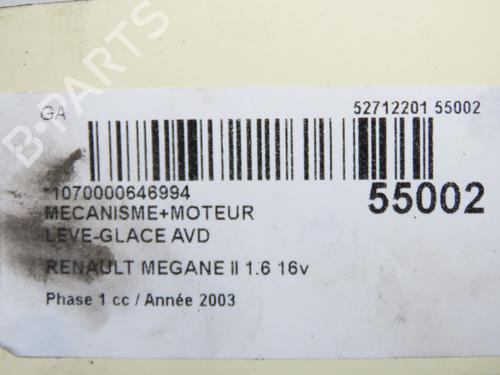 GA
52712201 55002
*1070000646994
55002
MECANISME+MOTEUR
LEVE-GLACE AVD
RENAULT MEGANE II 1.6 16v
Phase 1 cc / Année 2003
B-PARTS